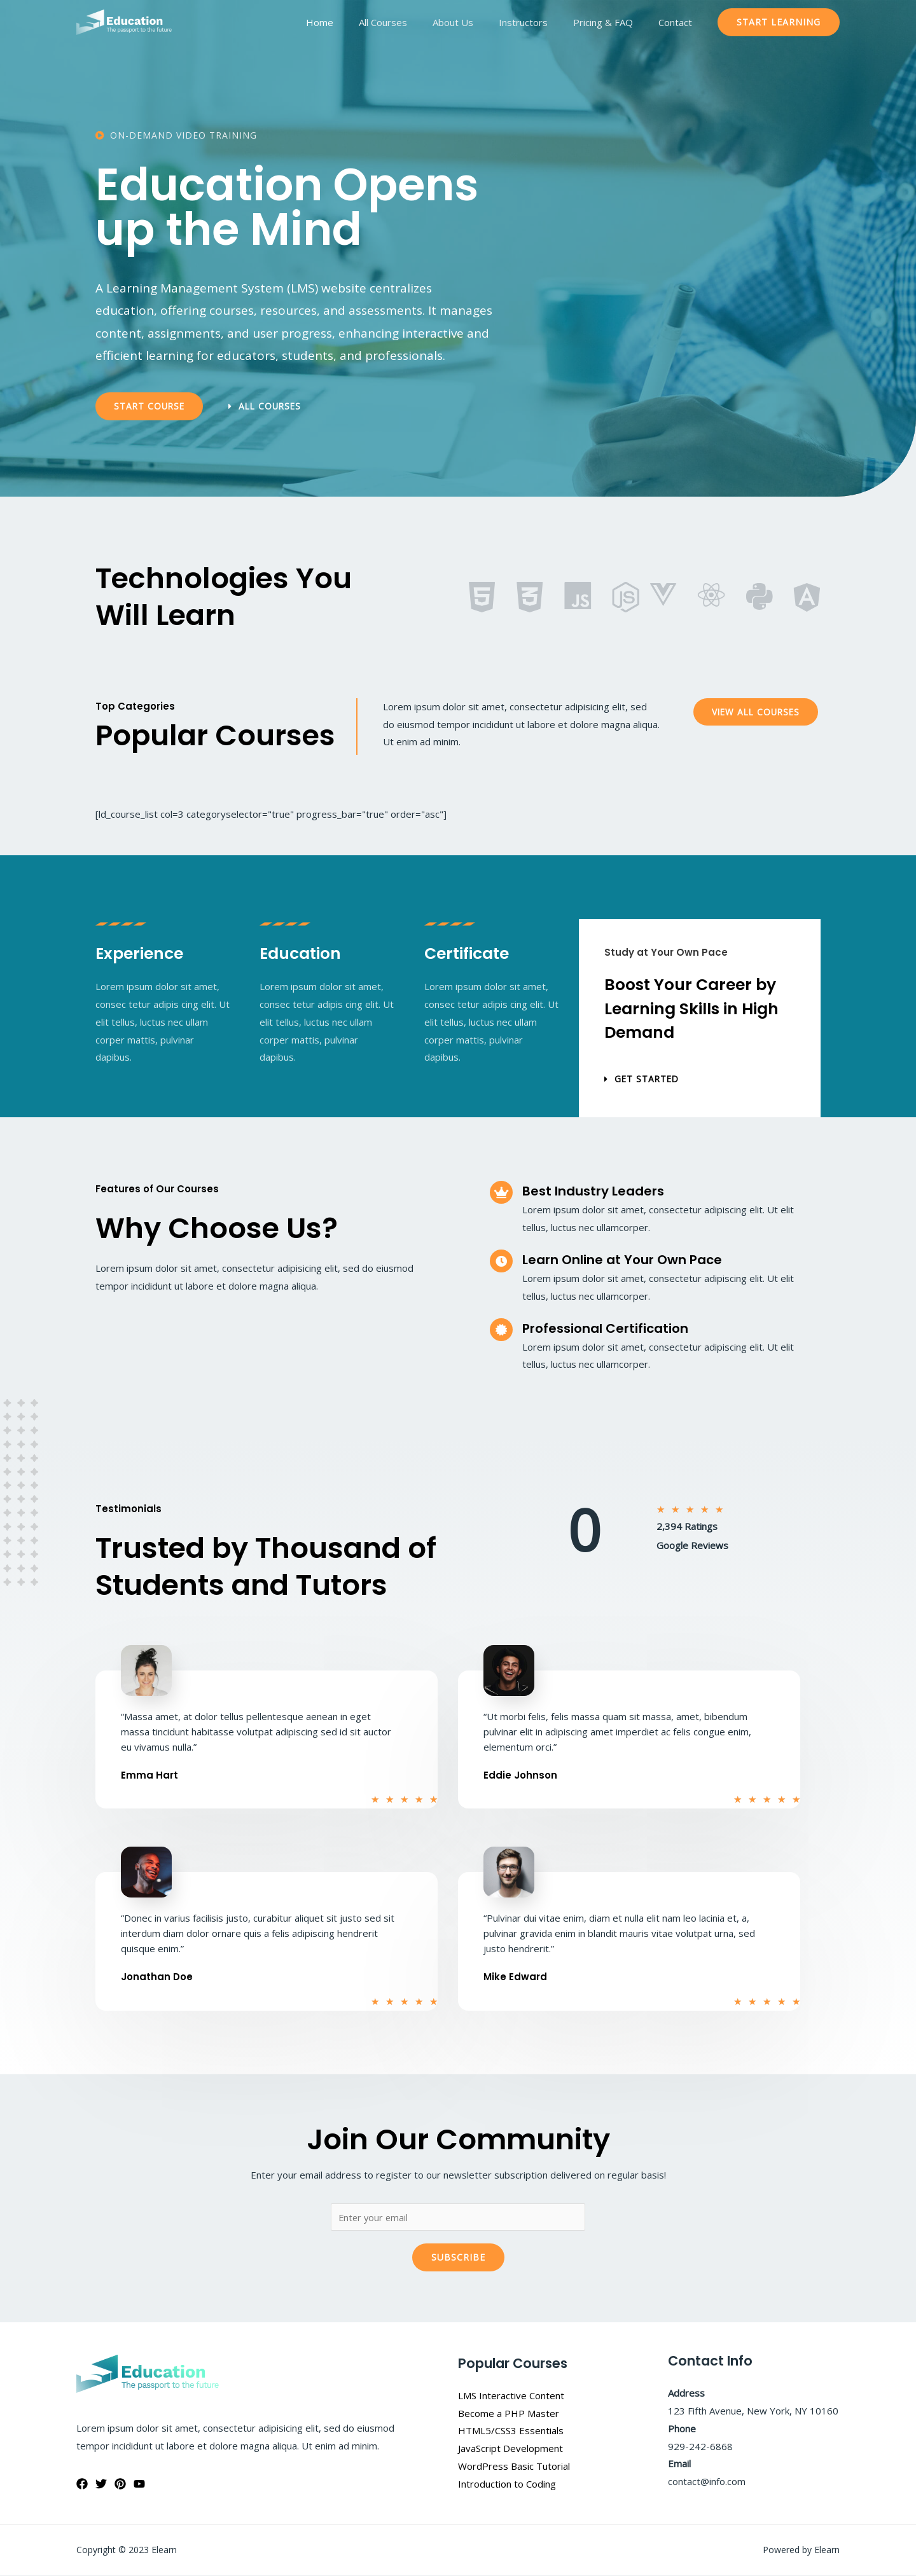 Education
The passport to the future
Home
All Courses
About Us
Instructors
Pricing & FAQ
Contact
START LEARNING
ON-DEMAND VIDEO TRAINING
Education Opens
up the Mind
A Learning Management System (LMS) website centralizes
education, offering courses, resources, and assessments. It manages
content, assignments, and user progress, enhancing interactive and
efficient learning for educators, students, and professionals.
START COURSE
ALL COURSES
Technologies You
Will Learn
5
3
JS
JS
Top Categories
Popular Courses
Lorem ipsum dolor sit amet, consectetur adipisicing elit, sed
do eiusmod tempor incididunt ut labore et dolore magna aliqua.
Ut enim ad minim.
VIEW ALL COURSES
[ld_course_list col=3 categoryselector="true" progress_bar="true" order="asc"]
Experience
Lorem ipsum dolor sit amet,
consec tetur adipis cing elit. Ut
elit tellus, luctus nec ullam
corper mattis, pulvinar
dapibus.
Education
Lorem ipsum dolor sit amet,
consec tetur adipis cing elit. Ut
elit tellus, luctus nec ullam
corper mattis, pulvinar
dapibus.
Certificate
Lorem ipsum dolor sit amet,
consec tetur adipis cing elit. Ut
elit tellus, luctus nec ullam
corper mattis, pulvinar
dapibus.
Study at Your Own Pace
Boost Your Career by
Learning Skills in High
Demand
GET STARTED
Features of Our Courses
Why Choose Us?
Lorem ipsum dolor sit amet, consectetur adipisicing elit, sed do eiusmod
tempor incididunt ut labore et dolore magna aliqua.
Best Industry Leaders
Lorem ipsum dolor sit amet, consectetur adipiscing elit. Ut elit
tellus, luctus nec ullamcorper.
Learn Online at Your Own Pace
Lorem ipsum dolor sit amet, consectetur adipiscing elit. Ut elit
tellus, luctus nec ullamcorper.
Professional Certification
Lorem ipsum dolor sit amet, consectetur adipiscing elit. Ut elit
tellus, luctus nec ullamcorper.
Testimonials
Trusted by Thousand of
Students and Tutors
0
2,394 Ratings
Google Reviews
“Massa amet, at dolor tellus pellentesque aenean in eget
massa tincidunt habitasse volutpat adipiscing sed id sit auctor
eu vivamus nulla.”
Emma Hart
“Ut morbi felis, felis massa quam sit massa, amet, bibendum
pulvinar elit in adipiscing amet imperdiet ac felis congue enim,
elementum orci.”
Eddie Johnson
“Donec in varius facilisis justo, curabitur aliquet sit justo sed sit
interdum diam dolor ornare quis a felis adipiscing hendrerit
quisque enim.”
Jonathan Doe
“Pulvinar dui vitae enim, diam et nulla elit nam leo lacinia et, a,
pulvinar gravida enim in blandit mauris vitae volutpat urna, sed
justo hendrerit.”
Mike Edward
Join Our Community
Enter your email address to register to our newsletter subscription delivered on regular basis!
Enter your email
SUBSCRIBE
Education
The passport to the future
Lorem ipsum dolor sit amet, consectetur adipisicing elit, sed do eiusmod
tempor incididunt ut labore et dolore magna aliqua. Ut enim ad minim.
Popular Courses
LMS Interactive Content
Become a PHP Master
HTML5/CSS3 Essentials
JavaScript Development
WordPress Basic Tutorial
Introduction to Coding
Contact Info
Address
123 Fifth Avenue, New York, NY 10160
Phone
929-242-6868
Email
contact@info.com
Copyright © 2023 Elearn
Powered by Elearn